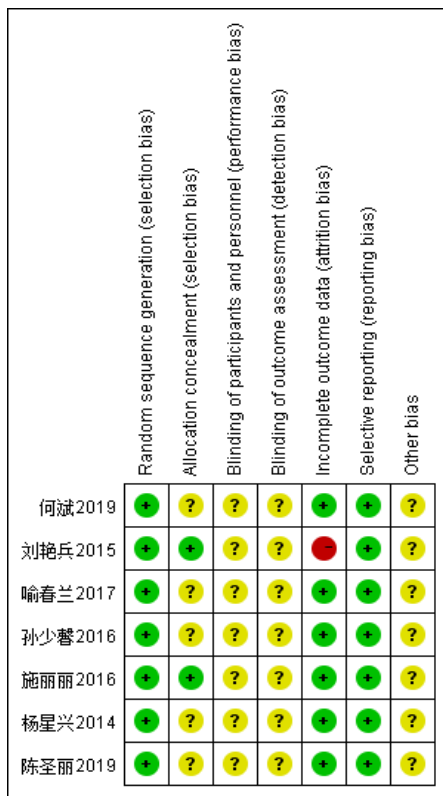 Random sequence generation (selection bias)
Allocation concealment (selection bias)
Blinding of participants and personnel (performance bias)
Blinding of outcome assessment (detection bias)
Incomplete outcome data (attrition bias)
Selective reporting (reporting bias)
Other bias
何斌2019 + ? ? ? + + ?
刘艳兵2015 + + ? ? - + ?
喻春兰2017 + ? ? ? + + ?
孙少馨2016 + ? ? ? + + ?
施丽丽2016 + + ? ? + + ?
杨星兴2014 + ? ? ? + + ?
陈圣丽2019 + ? ? ? + + ?